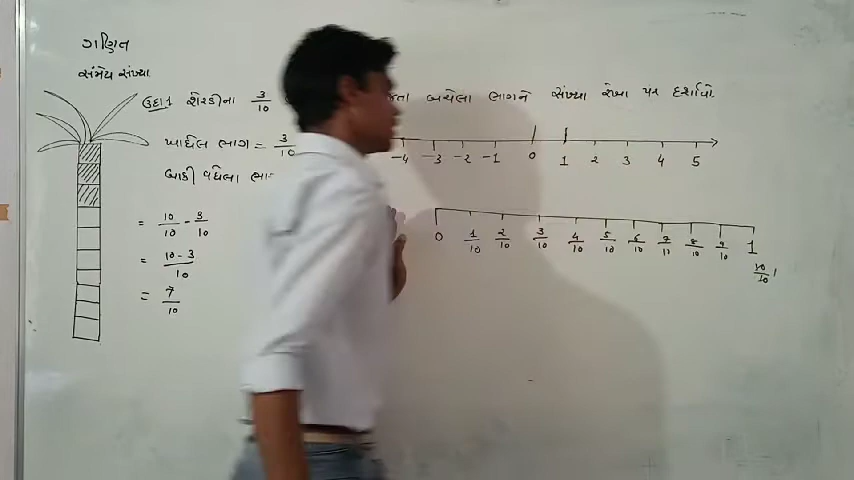 ગણિત
સંમેય સંખ્યા
ઉદા1 શેરડીના 3/10 બચેલા ભાગને સંખ્યા રેખા પર દર્શાવો.
ખાધેલ ભાગ = 3/10
-4 -3 -2 -1 0 1 2 3 4 5
બાકી વધેલા
= 10/10 - 3/10
0 1/10 2/10 3/10 4/10 5/10 6/10 7/11 8/10 9/10 1
= 10-3/10
10/10
= 7/10